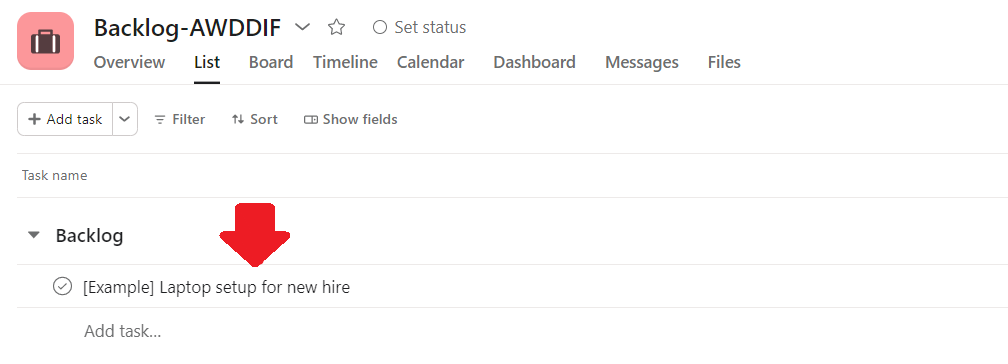 Backlog-AWDDIF Set status
Overview List Board Timeline Calendar Dashboard Messages Files
+ Add task Filter Sort Show fields
Task name
Backlog
[Example] Laptop setup for new hire
Add task...